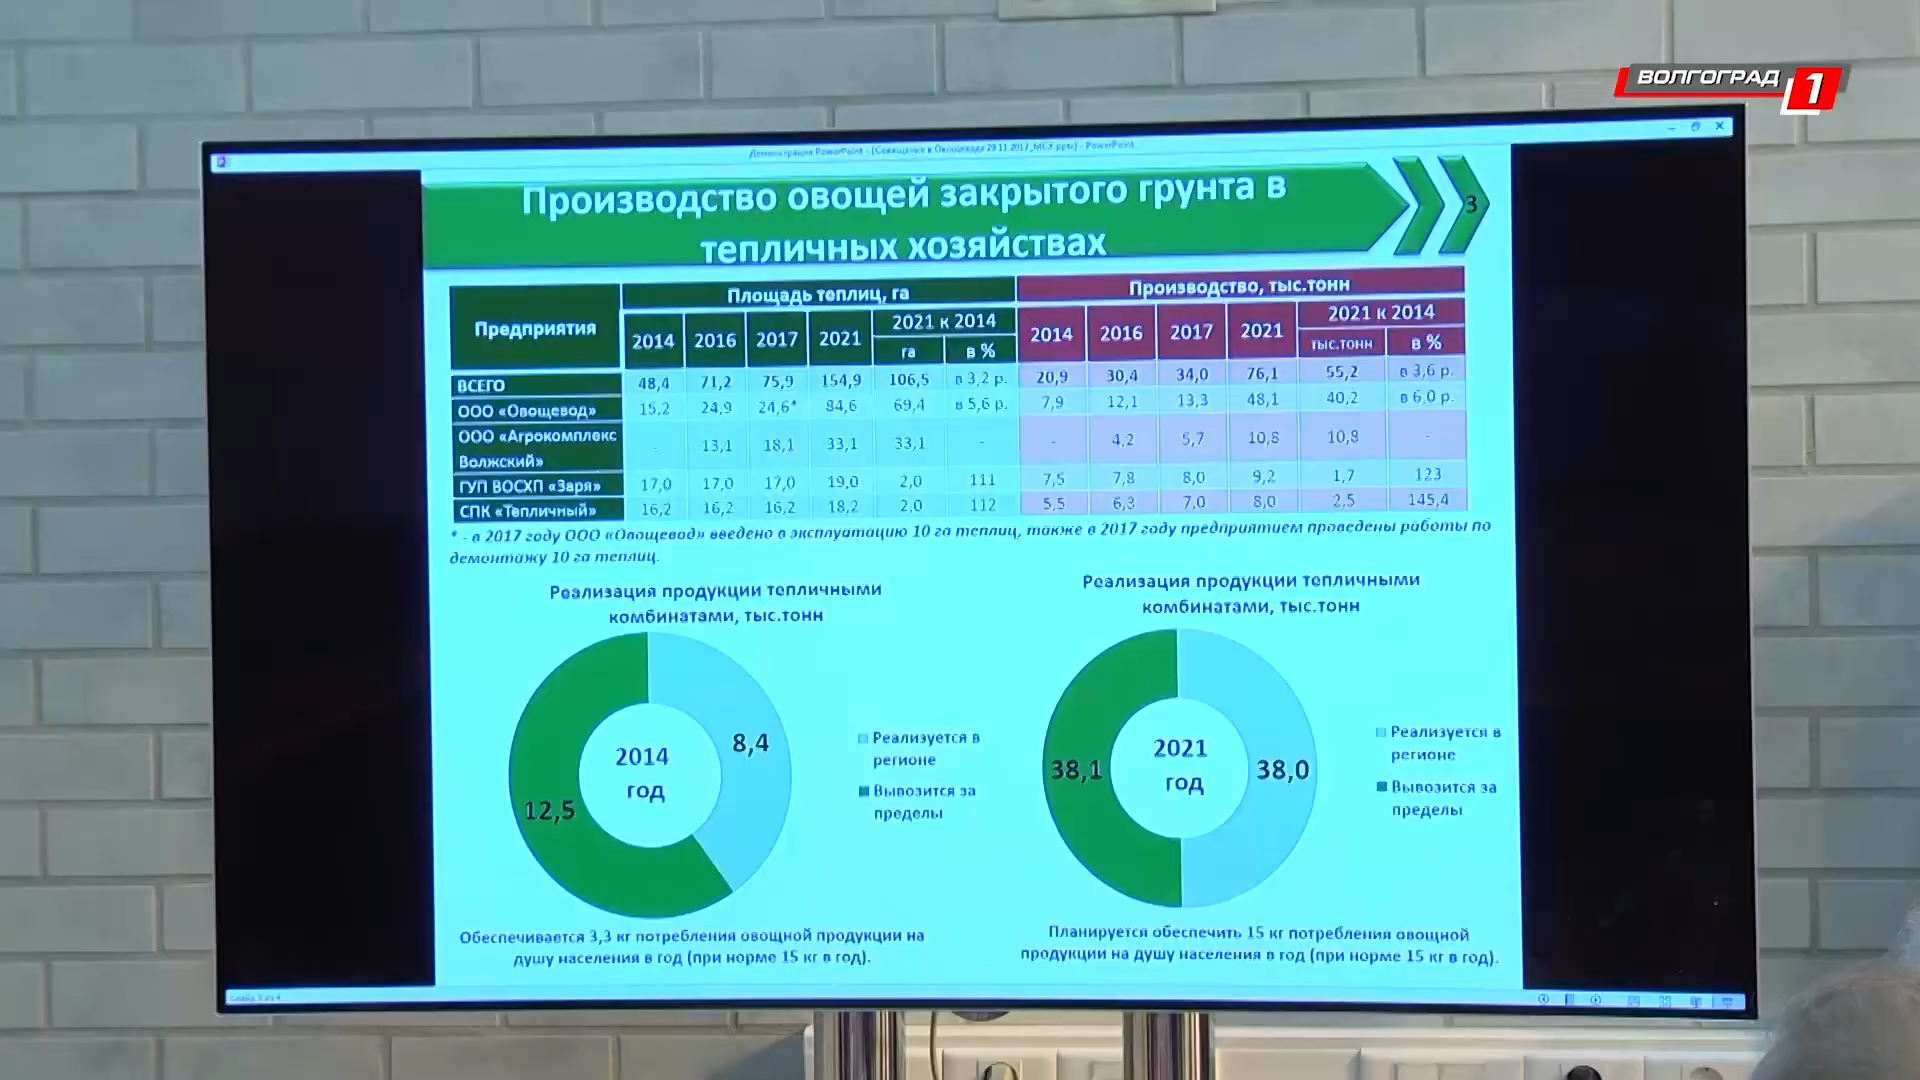 ВОЛГОГРАД 1
Демонстрация PowerPoint - [Совещание в Овощеводе 29 11 2017_МСХ.pptx] - PowerPoint
Производство овощей закрытого грунта в
тепличных хозяйствах
3
Предприятия
Площадь теплиц, га
Производство, тыс.тонн
2014 2016 2017 2021 2021 к 2014
га в %
2014 2016 2017 2021 2021 к 2014
тыс.тонн в %
ВСЕГО 48,4 71,2 75,9 154,9 106,5 в 3,2 р. 20,9 30,4 34,0 76,1 55,2 в 3,6 р.
ООО «Овощевод» 15,2 24,9 24,6* 84,6 69,4 в 5,6 р. 7,9 12,1 13,3 48,1 40,2 в 6,0 р.
ООО «Агрокомплекс
Волжский» - 13,1 18,1 33,1 33,1 - - 4,2 5,7 10,8 10,8 -
ГУП ВОСХП «Заря» 17,0 17,0 17,0 19,0 2,0 111 7,5 7,8 8,0 9,2 1,7 123
СПК «Тепличный» 16,2 16,2 16,2 18,2 2,0 112 5,5 6,3 7,0 8,0 2,5 145,4
* - в 2017 году ООО «Овощевод» введено в эксплуатацию 10 га теплиц, также в 2017 году предприятием проведены работы по
демонтажу 10 га теплиц.
Реализация продукции тепличными
комбинатами, тыс.тонн
2014
год
8,4
12,5
Реализуется в
регионе
Вывозится за
пределы
Обеспечивается 3,3 кг потребления овощной продукции на
душу населения в год (при норме 15 кг в год).
Реализация продукции тепличными
комбинатами, тыс.тонн
2021
год
38,1
38,0
Реализуется в
регионе
Вывозится за
пределы
Планируется обеспечить 15 кг потребления овощной
продукции на душу населения в год (при норме 15 кг в год).